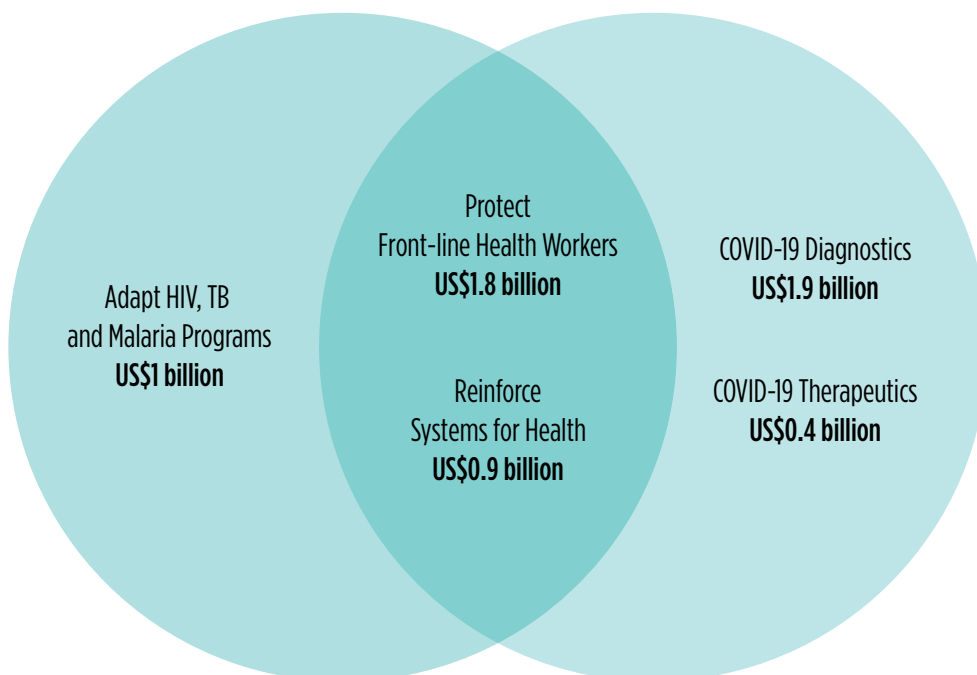 Adapt HIV, TB
and Malaria Programs
US$1 billion
Protect
Front-line Health Workers
US$1.8 billion
Reinforce
Systems for Health
US$0.9 billion
COVID-19 Diagnostics
US$1.9 billion
COVID-19 Therapeutics
US$0.4 billion